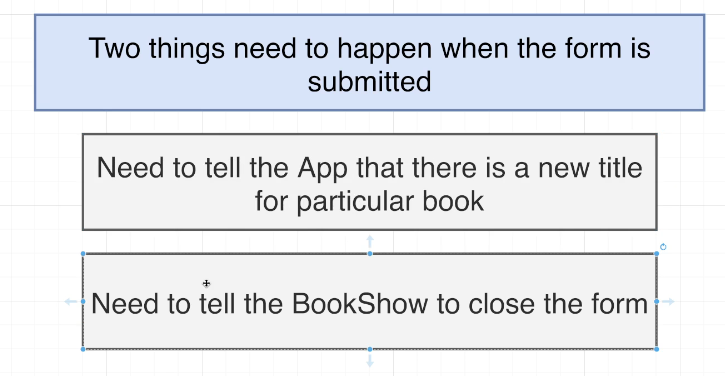 Two things need to happen when the form is
submitted
Need to tell the App that there is a new title
for particular book
Need to tell the BookShow to close the form